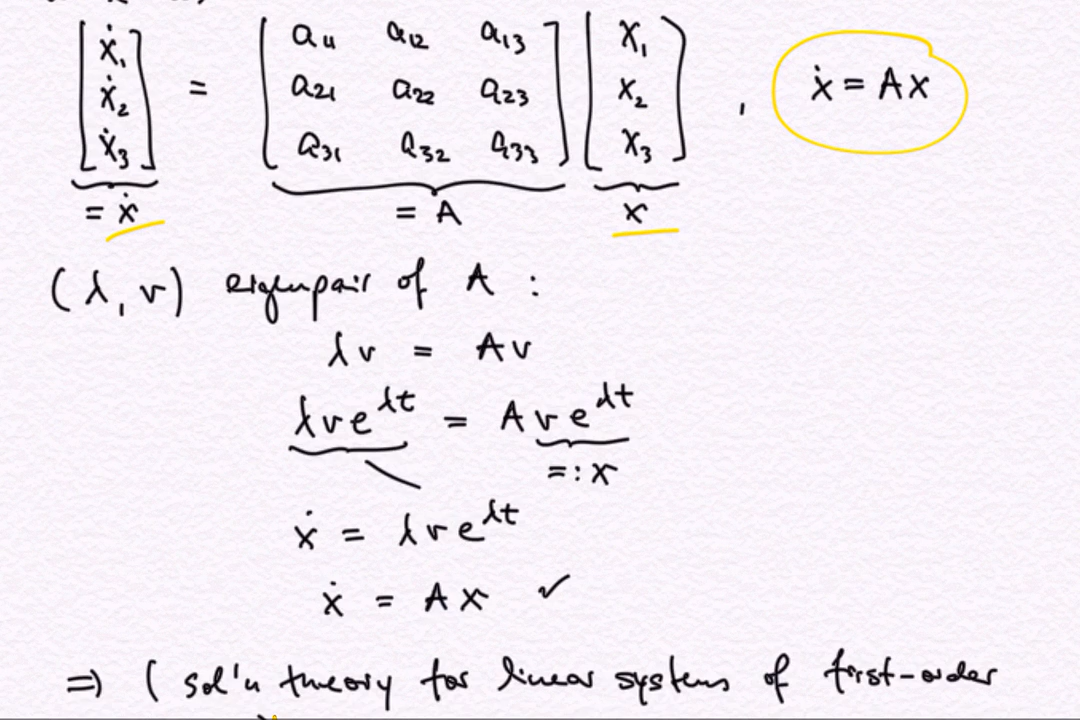 [ẋ₁ ẋ₂ ẋ₃] = [a₁₁ a₁₂ a₁₃ a₂₁ a₂₂ a₂₃ a₃₁ a₃₂ a₃₃] [x₁ x₂ x₃] , ẋ = Ax
= ẋ = A x
(λ, v) eigenpair of A :
λv = Av
λve^{λt} = Ave^{λt}
=: x
ẋ = λve^{λt}
ẋ = Ax ✓
⇒ ( sol'n theory for linear systems of first-order